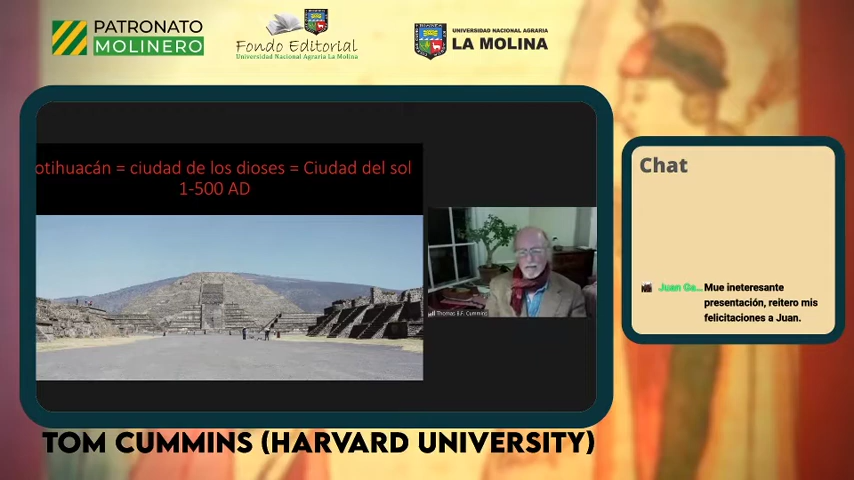 PATRONATO
MOLINERO
Fondo Editorial
Universidad Nacional Agraria La Molina
UNIVERSIDAD NACIONAL AGRARIA
LA MOLINA
otihuacán = ciudad de los dioses = Ciudad del sol
1-500 AD
Thomas B.F. Cummins
Chat
Juan Ga... Mue ineteresante
presentación, reitero mis
felicitaciones a Juan.
TOM CUMMINS (HARVARD UNIVERSITY)